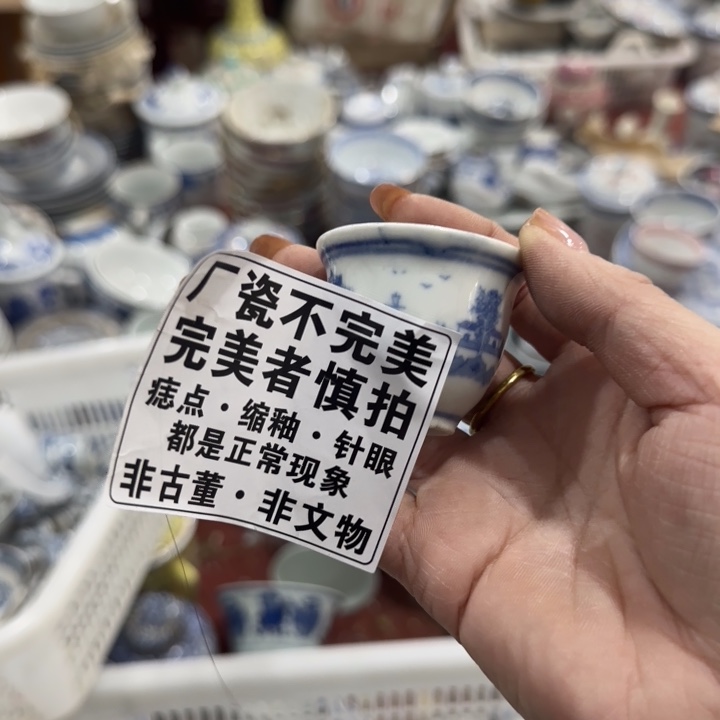 厂瓷不完美
完美者慎拍
痣点·缩釉·针眼
都是正常现象
非古董·非文物